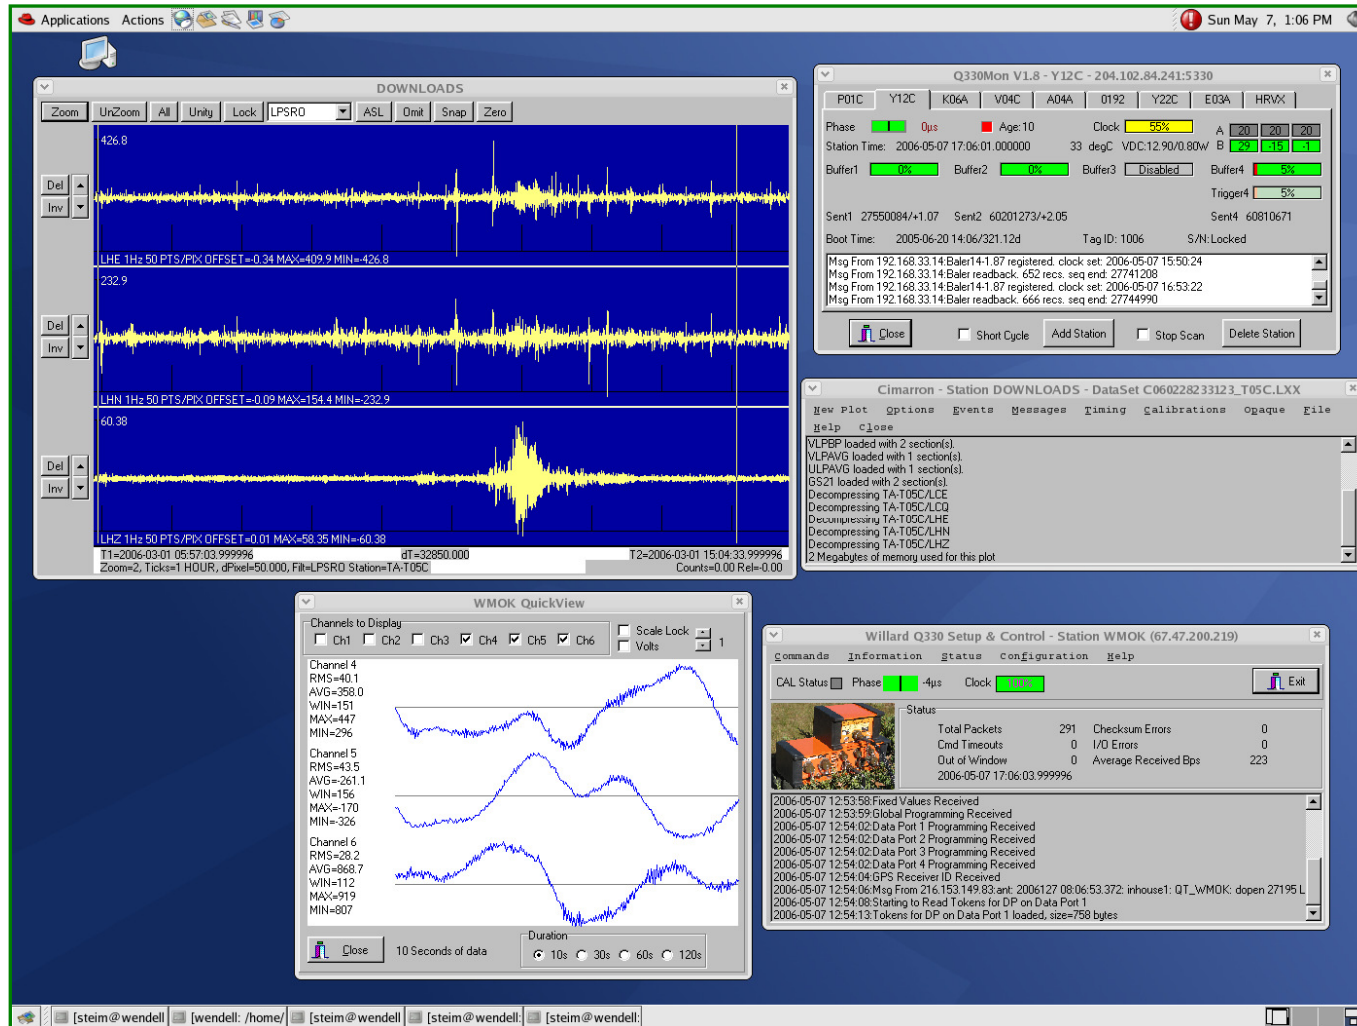 Applications Actions
Sun May 7, 1:06 PM
DOWNLOADS
Zoom UnZoom All Unity Lock LPSRO ASL Omit Snap Zero
426.8
Del
Inv
LHE 1Hz 50 PTS/PIX OFFSET=-0.34 MAX=409.9 MIN=-426.8
232.9
Del
Inv
LHN 1Hz 50 PTS/PIX OFFSET=-0.09 MAX=154.4 MIN=-232.9
60.38
Del
Inv
LHZ 1Hz 50 PTS/PIX OFFSET=0.01 MAX=58.35 MIN=-60.38
T1=2006-03-01 05:57:03.999996 dT=32850.000 T2=2006-03-01 15:04:33.999996
Zoom=2, Ticks=1 HOUR, dPixel=50.000, Filt=LPSRO Station=TA-T05C Counts=0.00 Rel=-0.00
Q330Mon V1.8 - Y12C - 204.102.84.241:5330
P01C Y12C K06A V04C A04A 0192 Y22C E03A HRVX
Phase 0µs Age:10 Clock 55% A 20 20 20
Station Time: 2006-05-07 17:06:01.000000 33 degC VDC:12.90/0.80W B 29 -15 -1
Buffer1 0% Buffer2 0% Buffer3 Disabled Buffer4 5%
Trigger4 5%
Sent1 27550084/+1.07 Sent2 60201273/+2.05 Sent4 60810671
Boot Time: 2005-06-20 14:06/321.12d Tag ID: 1006 S/N:Locked
Msg From 192.168.33.14:Baler14-1.87 registered. clock set: 2006-05-07 15:50:24
Msg From 192.168.33.14:Baler readback. 652 recs. seq end: 27741208
Msg From 192.168.33.14:Baler14-1.87 registered. clock set: 2006-05-07 16:53:22
Msg From 192.168.33.14:Baler readback. 666 recs. seq end: 27744990
Close Short Cycle Add Station Stop Scan Delete Station
Cimarron - Station DOWNLOADS - DataSet C060228233123_T05C.LXX
New Plot Options Events Messages Timing Calibrations Opaque File
Help Close
VLPBP loaded with 2 section(s).
VLPAVG loaded with 1 section(s).
ULPAVG loaded with 1 section(s).
GS21 loaded with 2 section(s).
Decompressing TA-T05C/LCE
Decompressing TA-T05C/LCQ
Decompressing TA-T05C/LHE
Decompressing TA-T05C/LHN
Decompressing TA-T05C/LHZ
2 Megabytes of memory used for this plot
WMOK QuickView
Channels to Display
Ch1 Ch2 Ch3 Ch4 Ch5 Ch6
Scale Lock
Volts 1
Channel 4
RMS=40.1
AVG=358.0
WIN=151
MAX=447
MIN=296
Channel 5
RMS=43.5
AVG=-261.1
WIN=156
MAX=-170
MIN=-326
Channel 6
RMS=28.2
AVG=868.7
WIN=112
MAX=919
MIN=807
Close 10 Seconds of data
Duration
10s 30s 60s 120s
Willard Q330 Setup & Control - Station WMOK (67.47.200.219)
Commands Information Status Configuration Help
CAL Status Phase -4µs Clock 100% Exit
Status
Total Packets 291 Checksum Errors 0
Cmd Timeouts 0 I/O Errors 0
Out of Window 0 Average Received Bps 223
2006-05-07 17:06:03.999996
2006-05-07 12:53:58:Fixed Values Received
2006-05-07 12:53:59:Global Programming Received
2006-05-07 12:54:02:Data Port 1 Programming Received
2006-05-07 12:54:02:Data Port 2 Programming Received
2006-05-07 12:54:02:Data Port 3 Programming Received
2006-05-07 12:54:02:Data Port 4 Programming Received
2006-05-07 12:54:04:GPS Receiver ID Received
2006-05-07 12:54:06:Msg From 216.153.149.83:ant: 2006127 08:06:53.372: inhouse1: QT_WMOK: dopen 27195 L
2006-05-07 12:54:08:Starting to Read Tokens for DP on Data Port 1
2006-05-07 12:54:13:Tokens for DP on Data Port 1 loaded, size=758 bytes
[steim@wendell [wendell: /home/ [steim@wendell [steim@wendell: [steim@wendell: